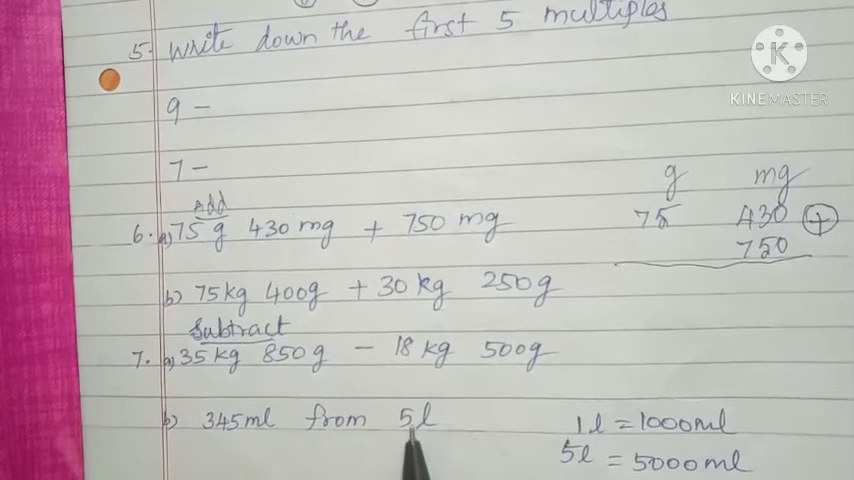 5. Write down the first 5 multiples
K
KINEMASTER
9 -
7 -
g mg
Add
75 430 +
6. a) 75 g 430 mg + 750 mg
750
b) 75 kg 400g + 30 kg 250g
Subtract
7. a) 35 kg 850 g - 18 kg 500g
b) 345ml from 5l
1l = 1000ml
5l = 5000ml